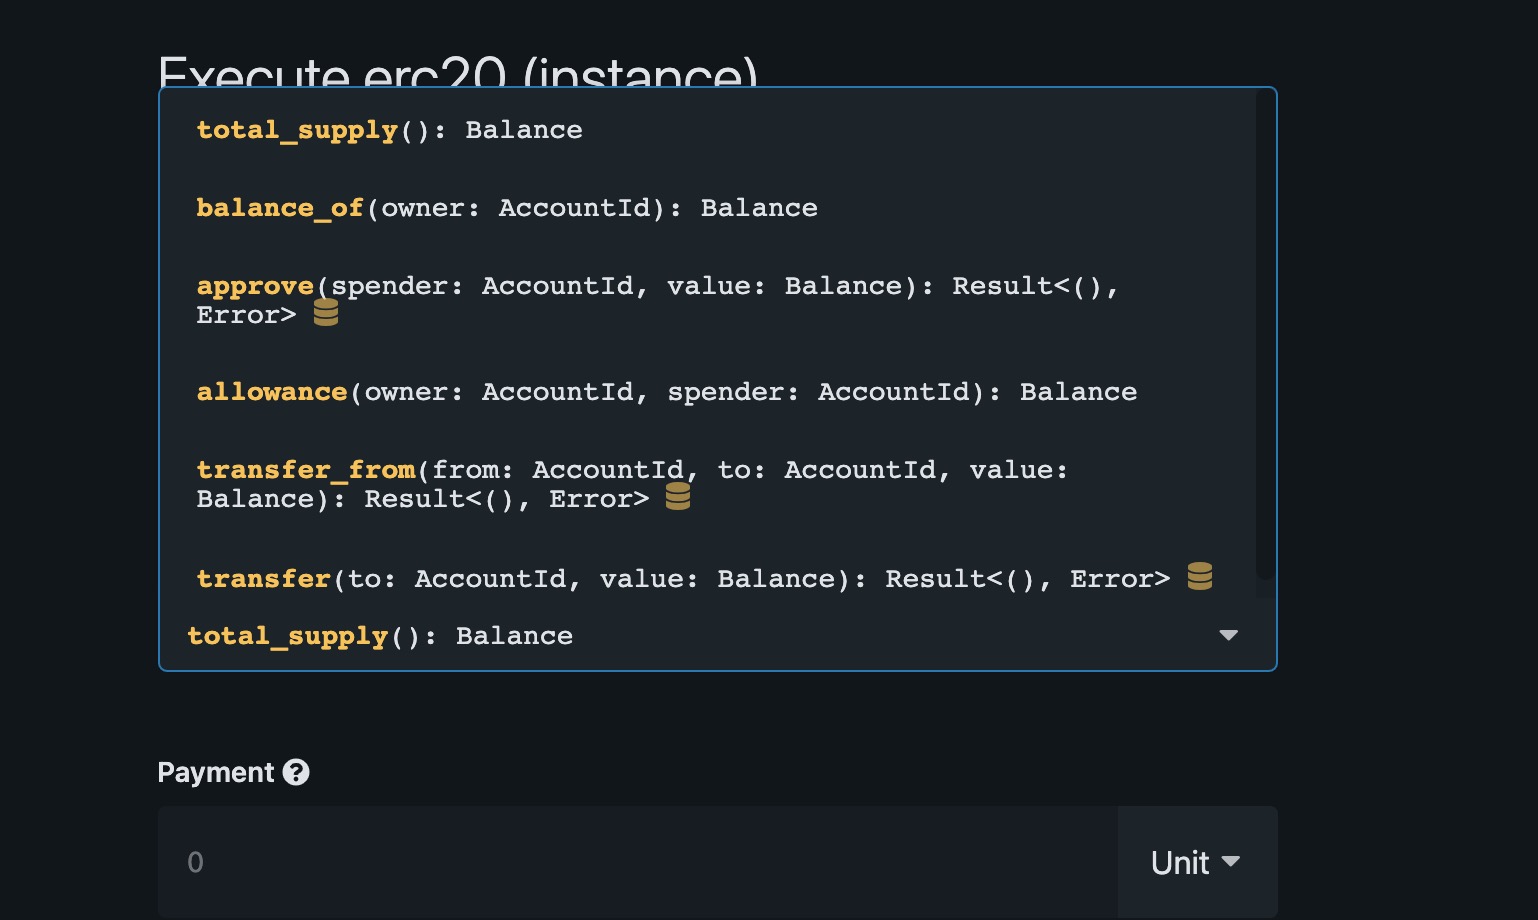 Execute erc20 (instance)
total_supply(): Balance
balance_of(owner: AccountId): Balance
approve(spender: AccountId, value: Balance): Result<(),
Error>
allowance(owner: AccountId, spender: AccountId): Balance
transfer_from(from: AccountId, to: AccountId, value:
Balance): Result<(), Error>
transfer(to: AccountId, value: Balance): Result<(), Error>
total_supply(): Balance
Payment ?
0
Unit